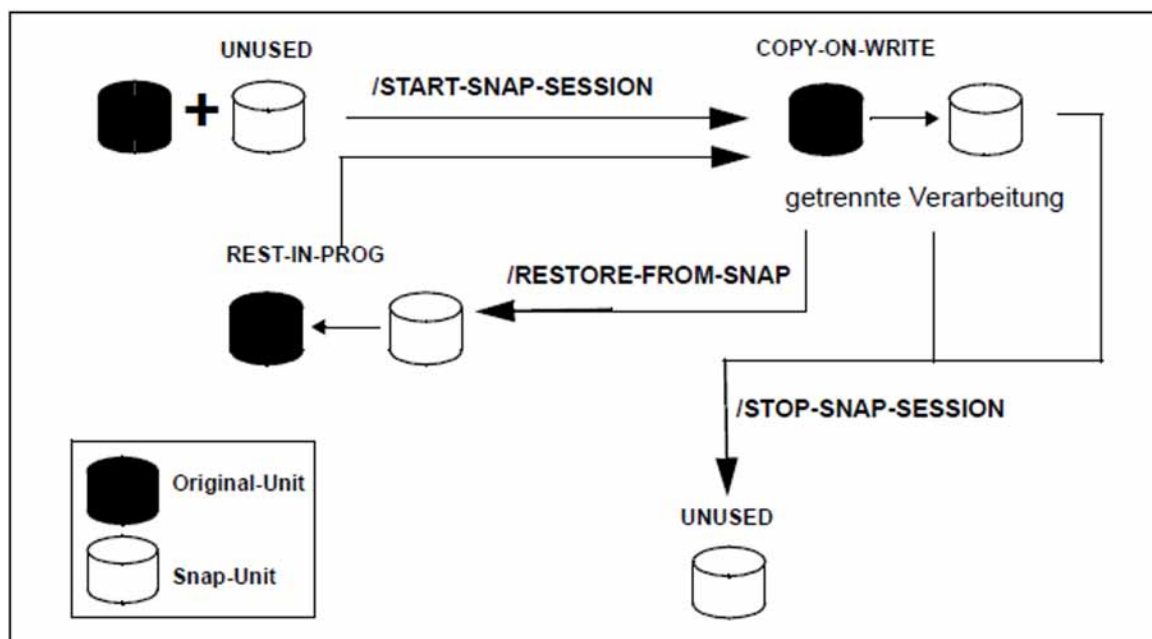 UNUSED
COPY-ON-WRITE
/START-SNAP-SESSION
getrennte Verarbeitung
REST-IN-PROG
/RESTORE-FROM-SNAP
/STOP-SNAP-SESSION
Original-Unit
UNUSED
Snap-Unit